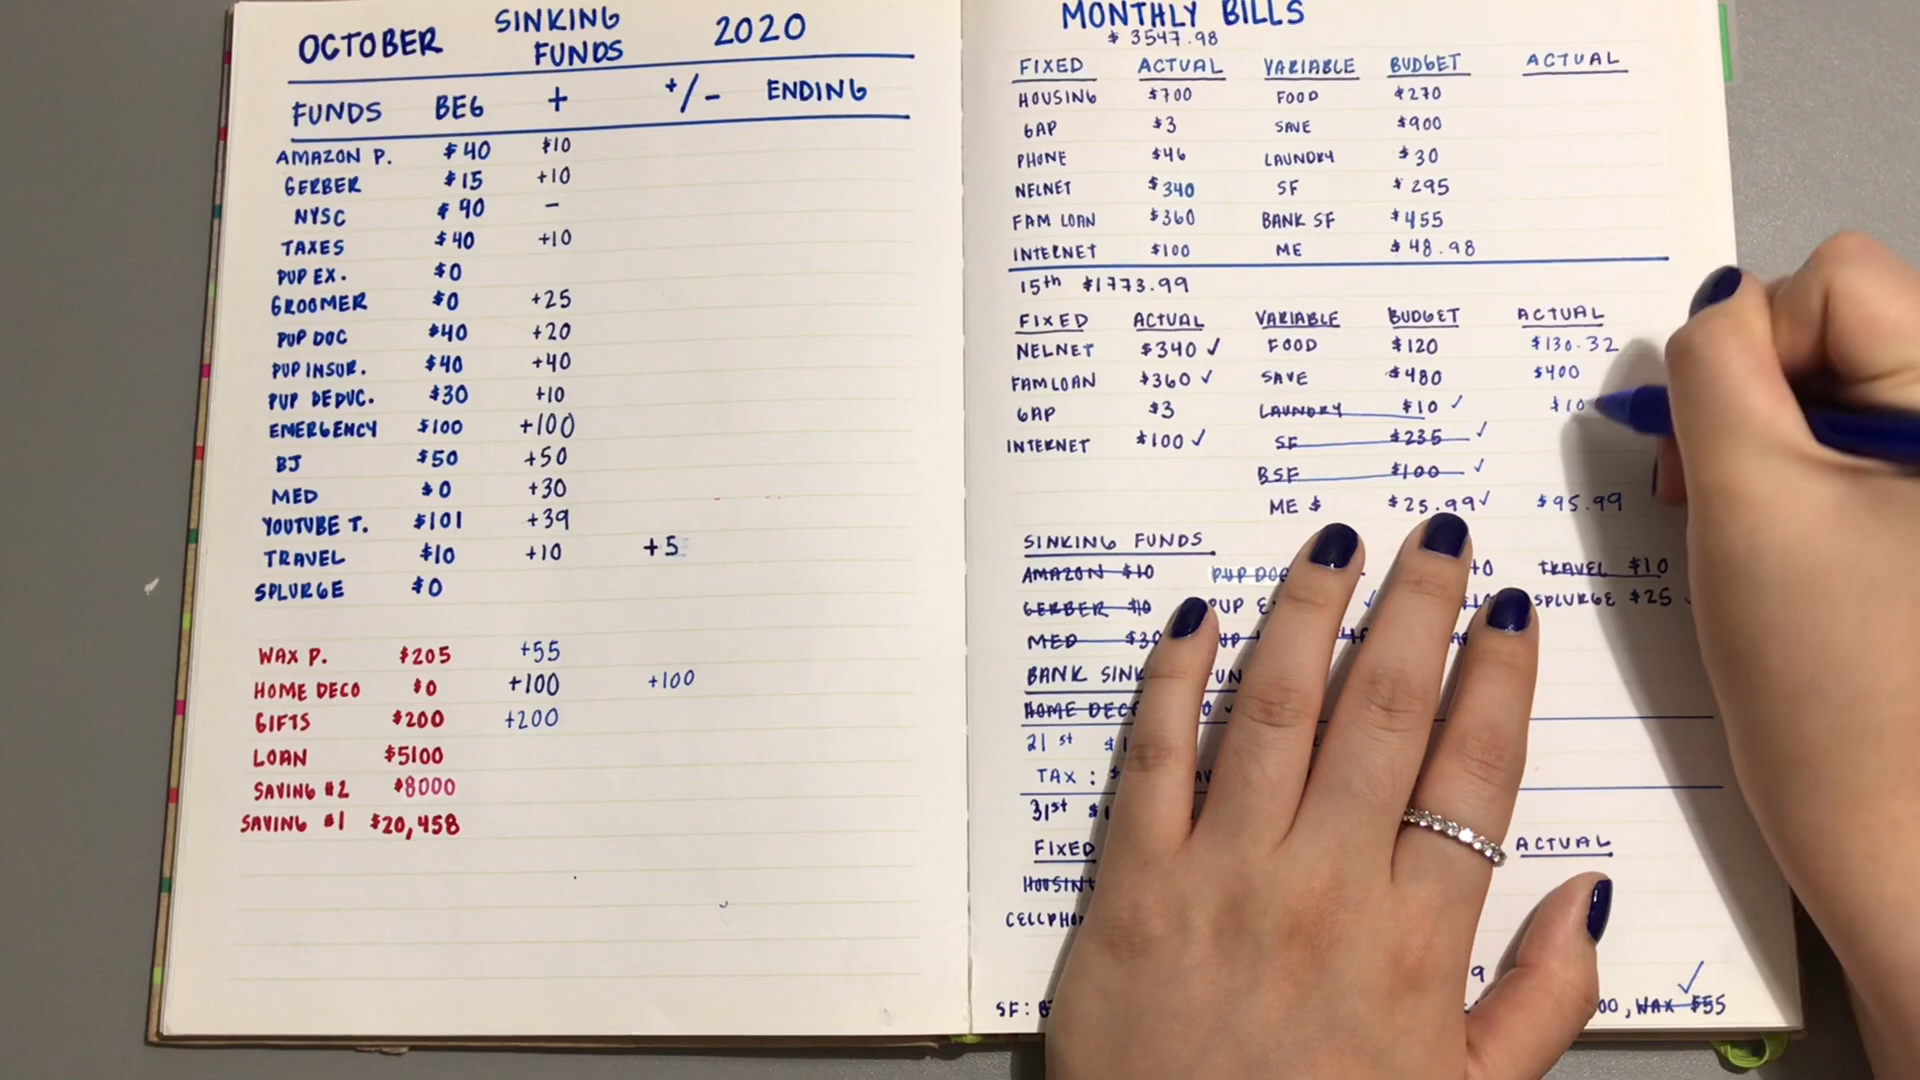 OCTOBER SINKING FUNDS 2020
FUNDS BEG + +/- ENDING
AMAZON P. $40 $10
GERBER $15 +10
NYSC $90 -
TAXES $40 +10
PUP EX. $0
GROOMER $0 +25
PUP DOC $40 +20
PUP INSUR. $40 +40
PUP DEDUC. $30 +10
EMERGENCY $100 +100
BJ $50 +50
MED $0 +30
YOUTUBE T. $101 +39
TRAVEL $10 +10 +5
SPLURGE $0
WAX P. $205 +55
HOME DECO $0 +100 +100
GIFTS $200 +200
LOAN $5100
SAVING #2 $8000
SAVING #1 $20,458
MONTHLY BILLS
$3547.98
FIXED ACTUAL VARIABLE BUDGET ACTUAL
HOUSING $700 FOOD $270
GAP $3 SAVE $900
PHONE $46 LAUNDRY $30
NELNET $340 SF $295
FAM LOAN $360 BANK SF $455
INTERNET $100 ME $48.98
15th $1773.99
FIXED ACTUAL VARIABLE BUDGET ACTUAL
NELNET $340 ✓ FOOD $120 $130.32
FAM LOAN $360 ✓ SAVE $480 $400
GAP $3 LAUNDRY $10 ✓ $10
INTERNET $100 ✓ SF $235 ✓
BSF $100 ✓
ME $ $25.99 ✓ $95.99
SINKING FUNDS
AMAZON $10 PUP DOC TRAVEL $10
GERBER $10 PUP SPLURGE $25
MED $30
BANK
HOME DECO
21st
TAX :
31st
FIXED ACTUAL
SF: WAX $55